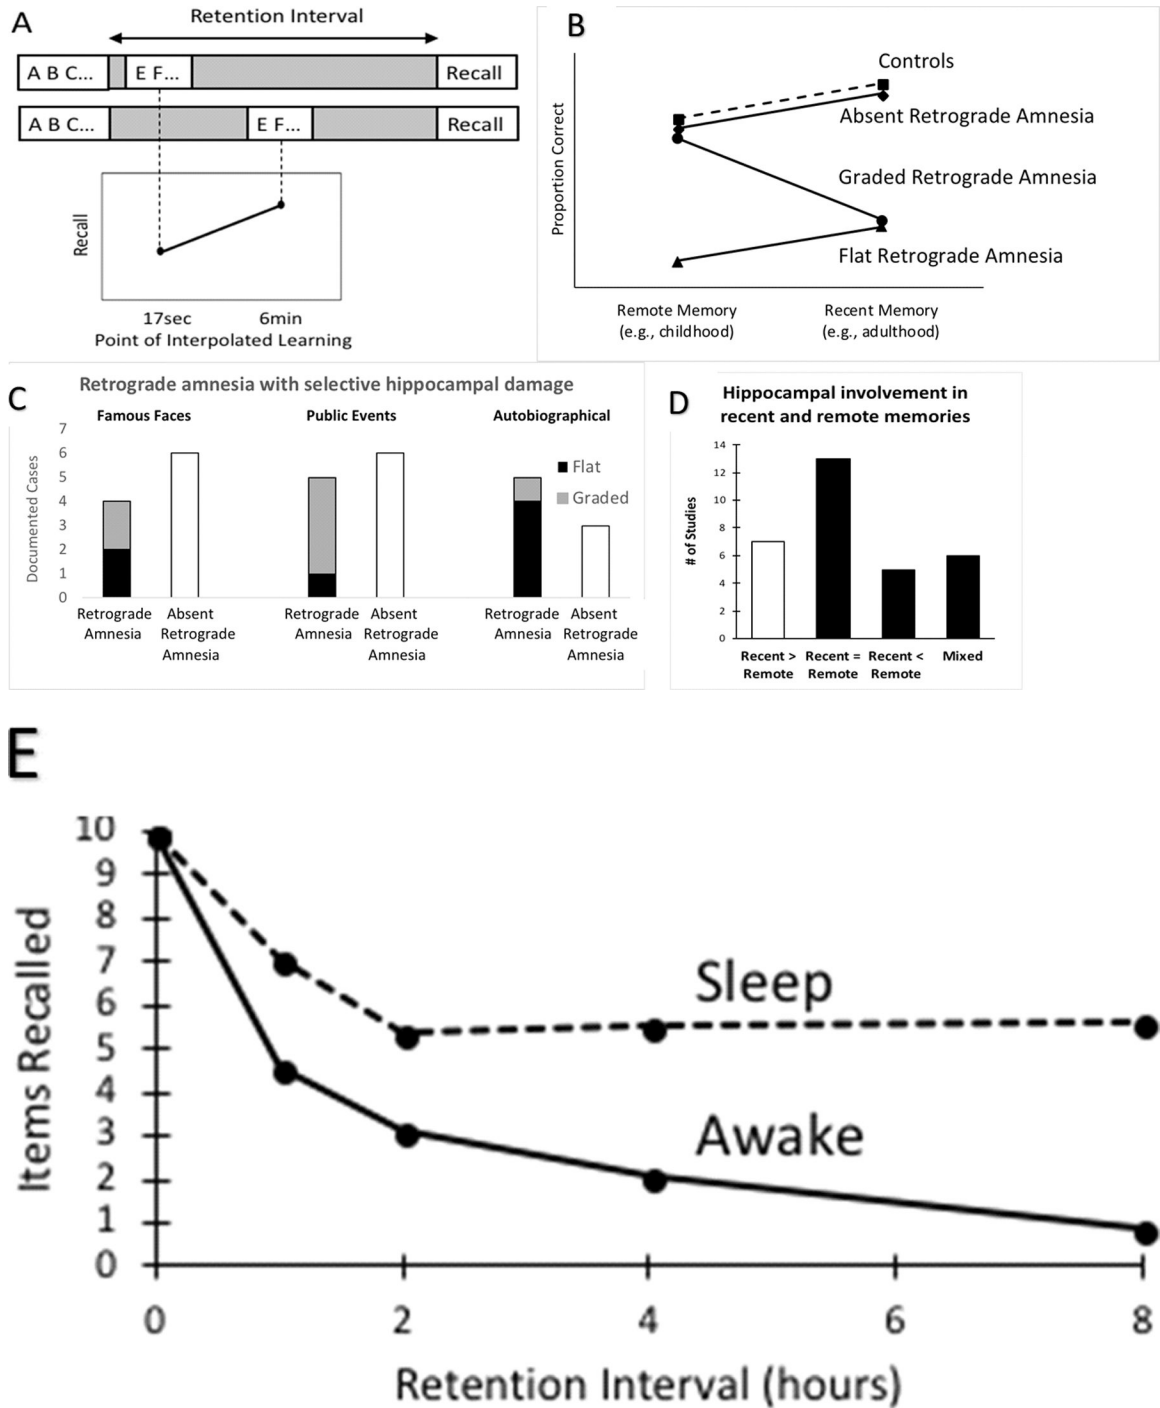 A
Retention Interval
A B C...
E F...
Recall
A B C...
E F...
Recall
Recall
17sec
6min
Point of Interpolated Learning
B
Proportion Correct
Controls
Absent Retrograde Amnesia
Graded Retrograde Amnesia
Flat Retrograde Amnesia
Remote Memory
(e.g., childhood)
Recent Memory
(e.g., adulthood)
C
Retrograde amnesia with selective hippocampal damage
Famous Faces
Public Events
Autobiographical
Documented Cases
7
6
5
4
3
2
1
0
Flat
Graded
Retrograde
Amnesia
Absent
Retrograde
Amnesia
Retrograde
Amnesia
Absent
Retrograde
Amnesia
Retrograde
Amnesia
Absent
Retrograde
Amnesia
D
Hippocampal involvement in
recent and remote memories
# of Studies
14
12
10
8
6
4
2
0
Recent >
Remote
Recent =
Remote
Recent <
Remote
Mixed
E
Items Recalled
10
9
8
7
6
5
4
3
2
1
0
Sleep
Awake
0
2
4
6
8
Retention Interval (hours)